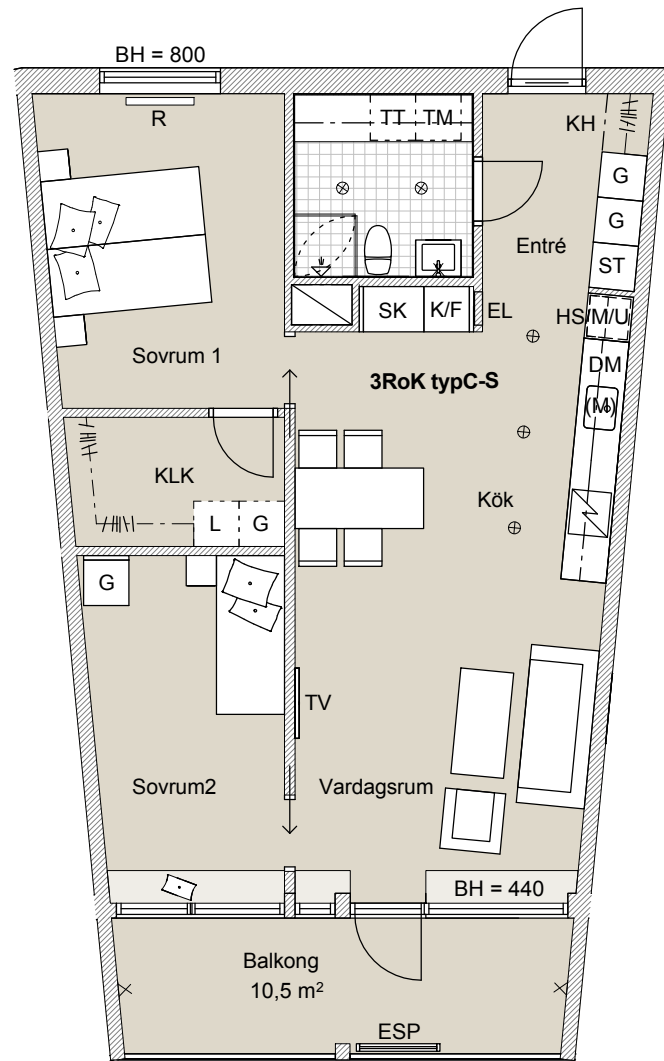 BH = 800
R
TT
TM
KH
G
G
ST
Entré
SK
K/F
EL
HS/M/U
DM
(M)
Sovrum 1
3RoK typC-S
KLK
L
G
Kök
G
TV
Sovrum2
Vardagsrum
BH = 440
Balkong
10,5 m²
ESP